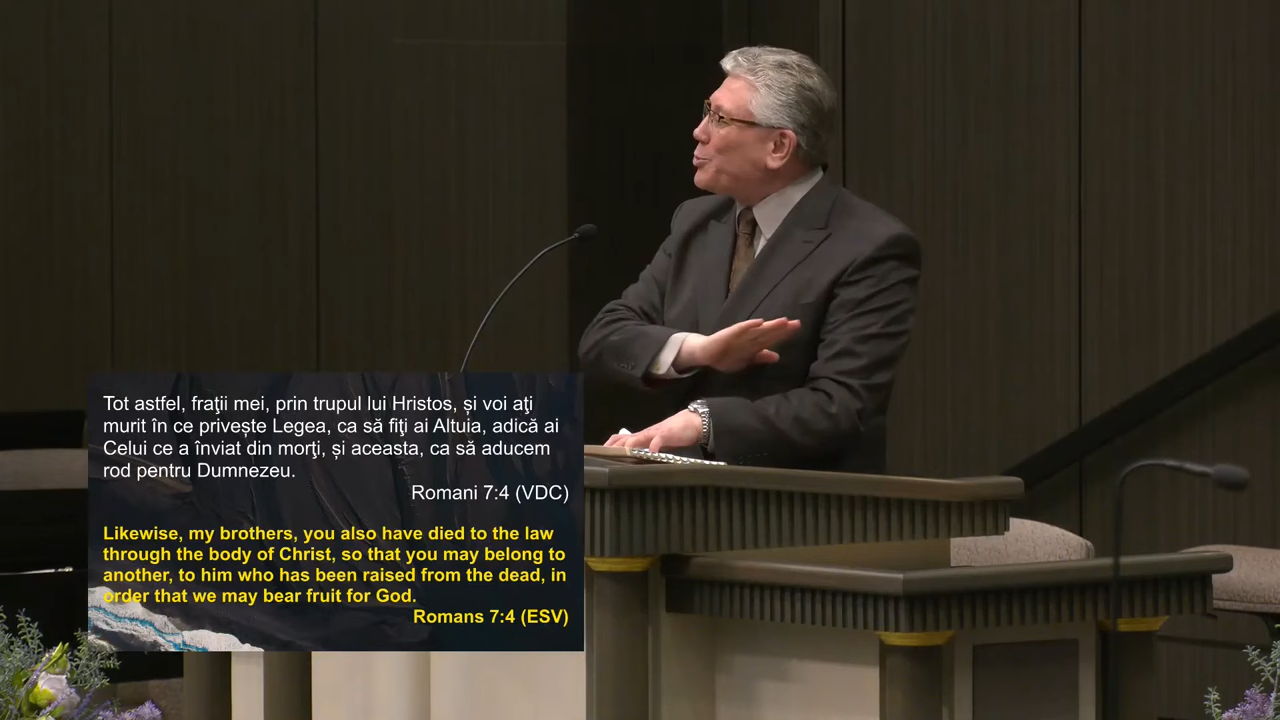 Tot astfel, fraţii mei, prin trupul lui Hristos, și voi aţi
murit în ce privește Legea, ca să fiţi ai Altuia, adică ai
Celui ce a înviat din morţi, și aceasta, ca să aducem
rod pentru Dumnezeu.
Romani 7:4 (VDC)
Likewise, my brothers, you also have died to the law
through the body of Christ, so that you may belong to
another, to him who has been raised from the dead, in
order that we may bear fruit for God.
Romans 7:4 (ESV)